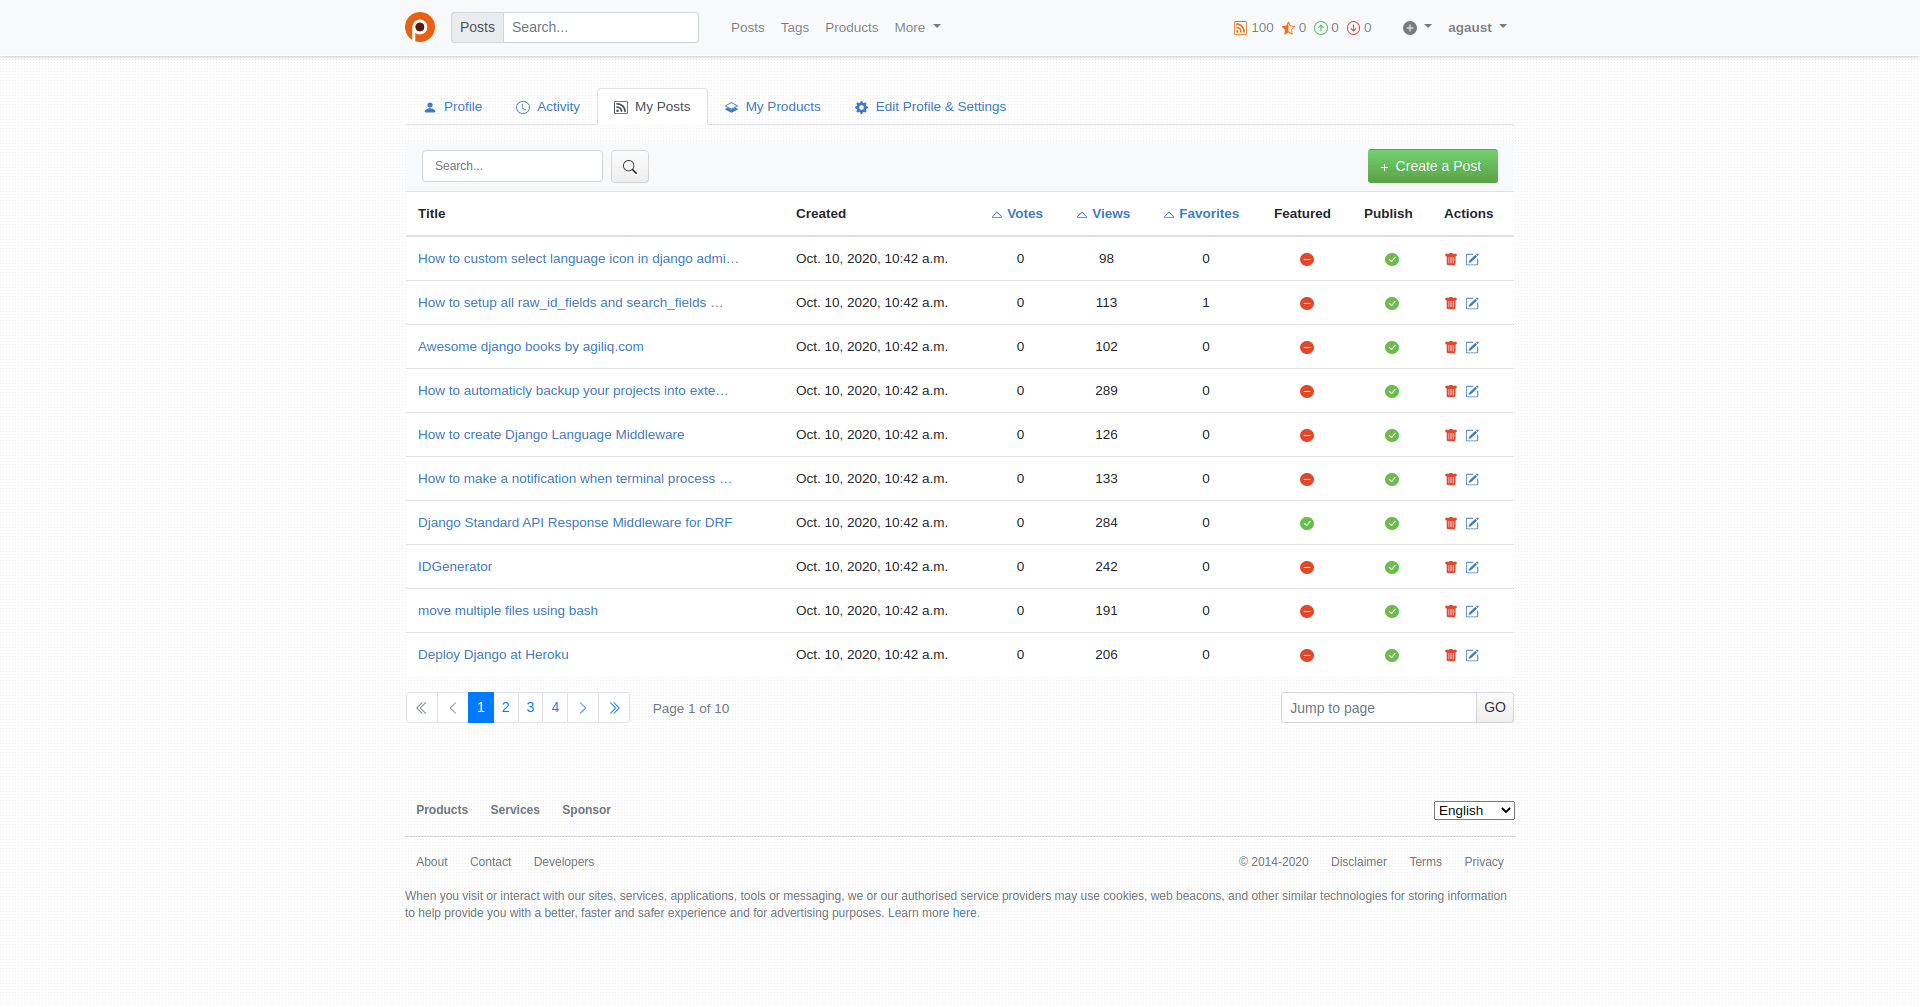 Posts Search... Posts Tags Products More 100 0 0 0 agaust
Profile Activity My Posts My Products Edit Profile & Settings
Search... + Create a Post
Title Created Votes Views Favorites Featured Publish Actions
How to custom select language icon in django admi… Oct. 10, 2020, 10:42 a.m. 0 98 0
How to setup all raw_id_fields and search_fields … Oct. 10, 2020, 10:42 a.m. 0 113 1
Awesome django books by agiliq.com Oct. 10, 2020, 10:42 a.m. 0 102 0
How to automaticly backup your projects into exte… Oct. 10, 2020, 10:42 a.m. 0 289 0
How to create Django Language Middleware Oct. 10, 2020, 10:42 a.m. 0 126 0
How to make a notification when terminal process … Oct. 10, 2020, 10:42 a.m. 0 133 0
Django Standard API Response Middleware for DRF Oct. 10, 2020, 10:42 a.m. 0 284 0
IDGenerator Oct. 10, 2020, 10:42 a.m. 0 242 0
move multiple files using bash Oct. 10, 2020, 10:42 a.m. 0 191 0
Deploy Django at Heroku Oct. 10, 2020, 10:42 a.m. 0 206 0
1 2 3 4 Page 1 of 10 Jump to page GO
Products Services Sponsor English
About Contact Developers © 2014-2020 Disclaimer Terms Privacy
When you visit or interact with our sites, services, applications, tools or messaging, we or our authorised service providers may use cookies, web beacons, and other similar technologies for storing information
to help provide you with a better, faster and safer experience and for advertising purposes. Learn more here.